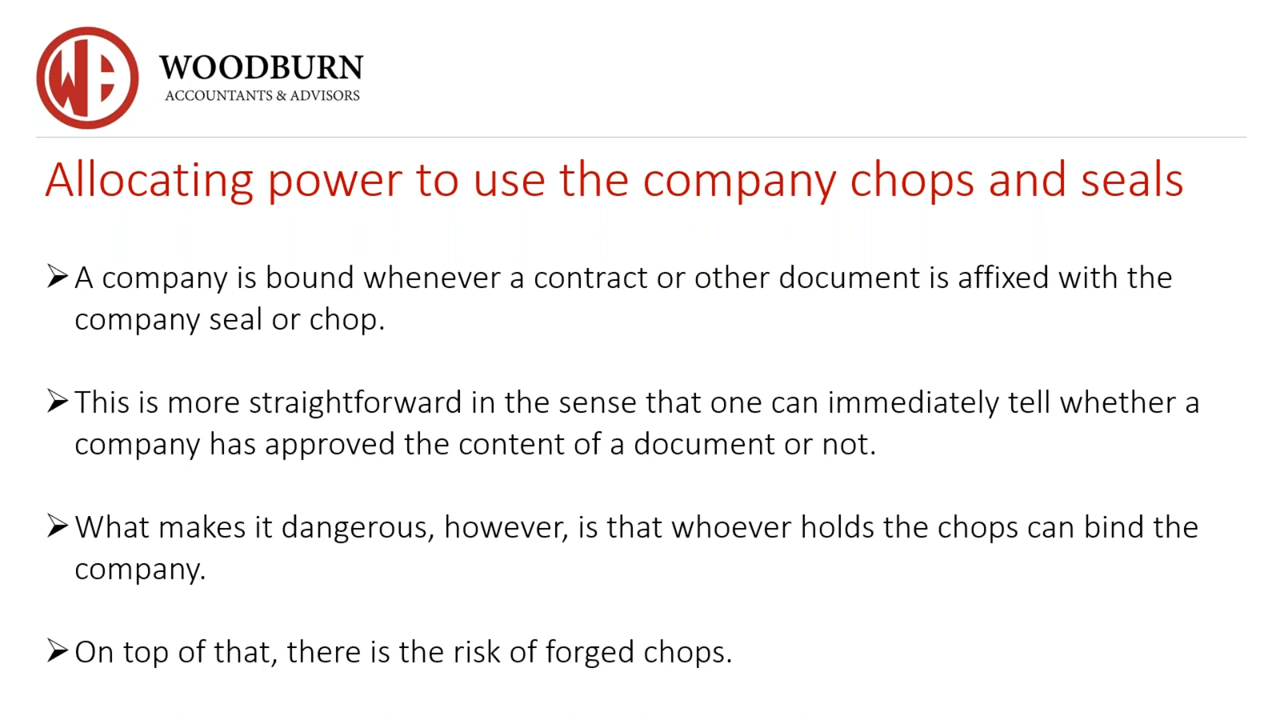 WOODBURN
ACCOUNTANTS & ADVISORS
Allocating power to use the company chops and seals
➢ A company is bound whenever a contract or other document is affixed with the
company seal or chop.
➢ This is more straightforward in the sense that one can immediately tell whether a
company has approved the content of a document or not.
➢ What makes it dangerous, however, is that whoever holds the chops can bind the
company.
➢ On top of that, there is the risk of forged chops.